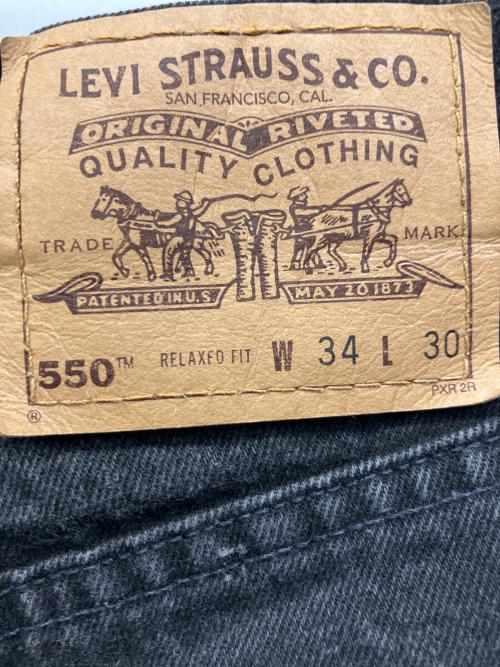 LEVI STRAUSS & CO.
SAN FRANCISCO, CAL.
ORIGINAL RIVETED
QUALITY CLOTHING
TRADE MARK
PATENTED IN U.S. MAY 20 1873
550™ RELAXED FIT W 34 L 30
® PXR 2R